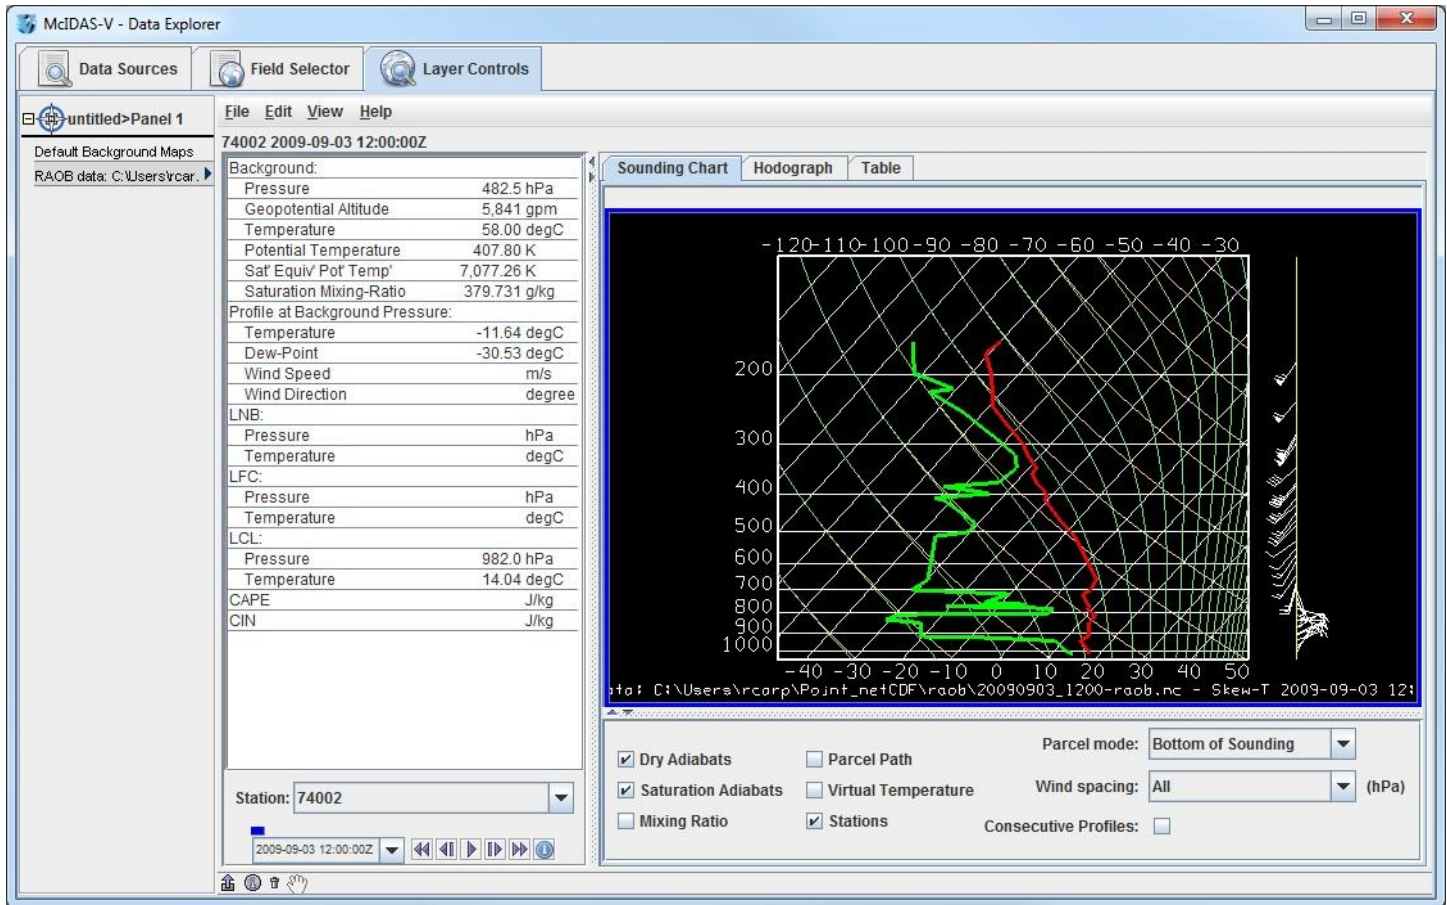 McIDAS-V - Data Explorer
Data Sources
Field Selector
Layer Controls
untitled>Panel 1
Default Background Maps
RAOB data: C:\Users\rcar.
File Edit View Help
74002 2009-09-03 12:00:00Z
Background:
Pressure 482.5 hPa
Geopotential Altitude 5,841 gpm
Temperature 58.00 degC
Potential Temperature 407.80 K
Sat' Equiv' Pot' Temp' 7,077.26 K
Saturation Mixing-Ratio 379.731 g/kg
Profile at Background Pressure:
Temperature -11.64 degC
Dew-Point -30.53 degC
Wind Speed m/s
Wind Direction degree
LNB:
Pressure hPa
Temperature degC
LFC:
Pressure hPa
Temperature degC
LCL:
Pressure 982.0 hPa
Temperature 14.04 degC
CAPE J/kg
CIN J/kg
Station: 74002
2009-09-03 12:00:00Z
Sounding Chart Hodograph Table
-120 -110 -100 -90 -80 -70 -60 -50 -40 -30
200
300
400
500
600
700
800
900
1000
-40 -30 -20 -10 0 10 20 30 40 50
ata: C:\Users\rcarp\Point_netCDF\raob\20090903_1200-raob.nc - Skew-T 2009-09-03 12:
Dry Adiabats
Parcel Path
Parcel mode: Bottom of Sounding
Saturation Adiabats
Virtual Temperature
Wind spacing: All (hPa)
Mixing Ratio
Stations
Consecutive Profiles: